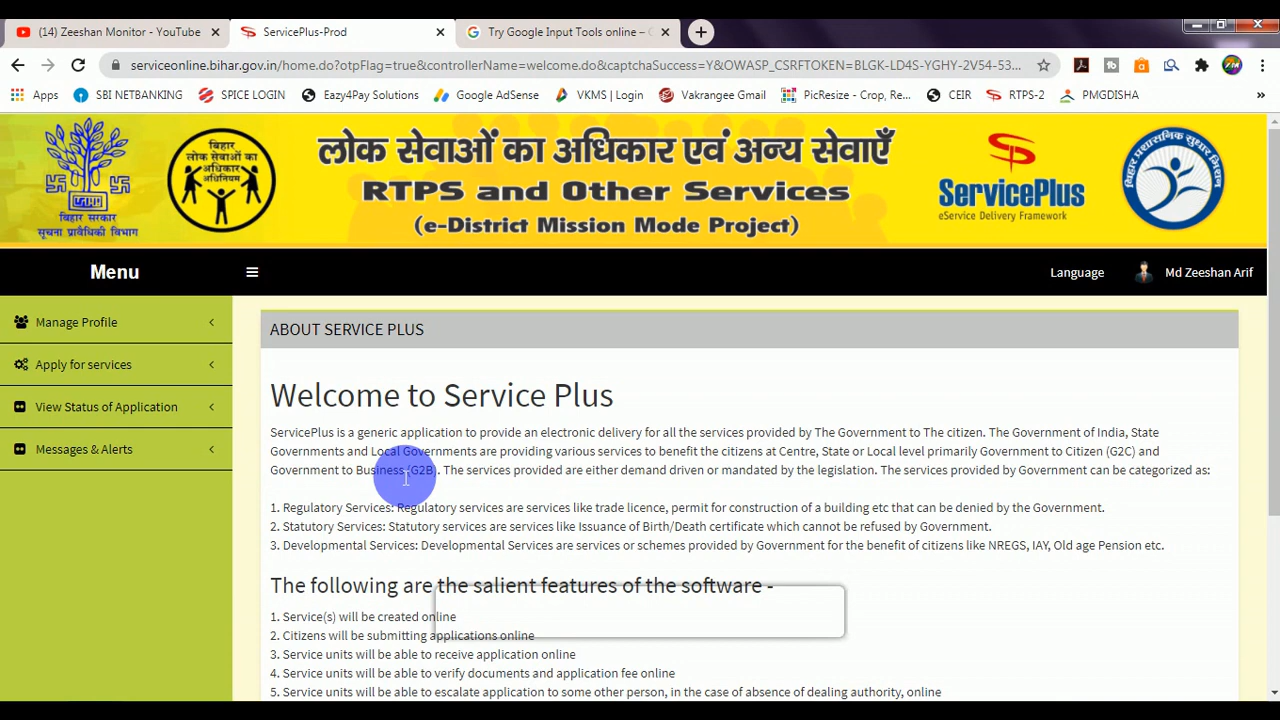 (14) Zeeshan Monitor - YouTube
ServicePlus-Prod
Try Google Input Tools online –
serviceonline.bihar.gov.in/home.do?otpFlag=true&controllerName=welcome.do&captchaSuccess=Y&OWASP_CSRFTOKEN=BLGK-LD4S-YGHY-2V54-53...
Apps
SBI NETBANKING
SPICE LOGIN
Eazy4Pay Solutions
Google AdSense
VKMS | Login
Vakrangee Gmail
PicResize - Crop, Re...
CEIR
RTPS-2
PMGDISHA
बिहार सरकार
सूचना प्रावैधिकी विभाग
बिहार
लोक सेवाओं का
अधिकार अधिनियम
लोक सेवाओं का अधिकार एवं अन्य सेवाएँ
RTPS and Other Services
(e-District Mission Mode Project)
ServicePlus
eService Delivery Framework
बिहार प्रशासनिक सुधार मिशन
Menu
Language
Md Zeeshan Arif
Manage Profile
Apply for services
View Status of Application
Messages & Alerts
ABOUT SERVICE PLUS
Welcome to Service Plus
ServicePlus is a generic application to provide an electronic delivery for all the services provided by The Government to The citizen. The Government of India, State
Governments and Local Governments are providing various services to benefit the citizens at Centre, State or Local level primarily Government to Citizen (G2C) and
Government to Business (G2B). The services provided are either demand driven or mandated by the legislation. The services provided by Government can be categorized as:
1. Regulatory Services: Regulatory services are services like trade licence, permit for construction of a building etc that can be denied by the Government.
2. Statutory Services: Statutory services are services like Issuance of Birth/Death certificate which cannot be refused by Government.
3. Developmental Services: Developmental Services are services or schemes provided by Government for the benefit of citizens like NREGS, IAY, Old age Pension etc.
The following are the salient features of the software -
1. Service(s) will be created online
2. Citizens will be submitting applications online
3. Service units will be able to receive application online
4. Service units will be able to verify documents and application fee online
5. Service units will be able to escalate application to some other person, in the case of absence of dealing authority, online